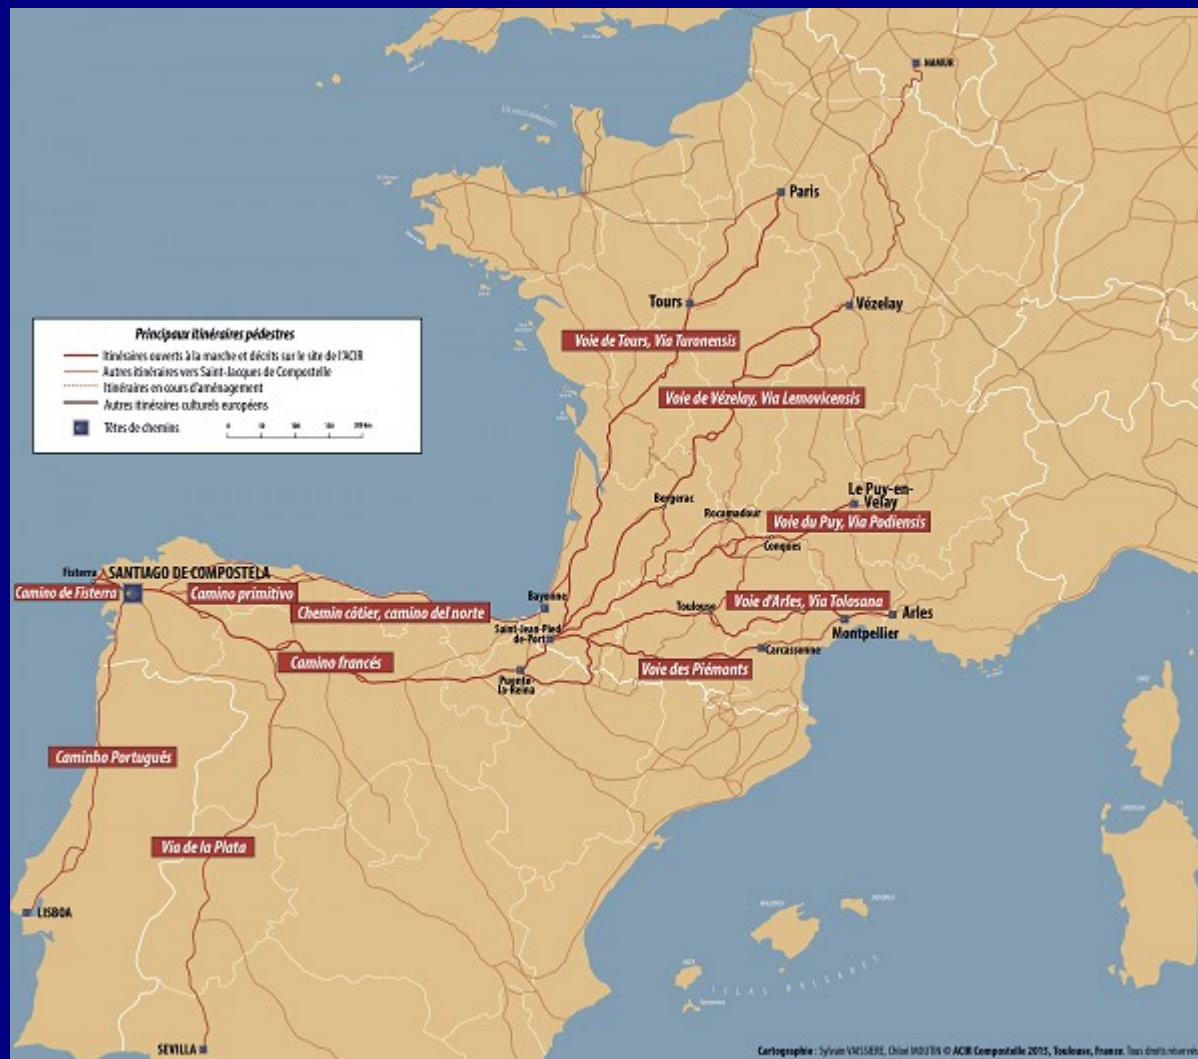 NAMUR
Paris
Tours
Vézelay
Voie de Tours, Via Turonensis
Principaux itinéraires pédestres
Itinéraires ouverts à la marche et décrits sur le site de l'ACIR
Autres itinéraires vers Saint-Jacques de Compostelle
Itinéraires en cours d'aménagement
Autres itinéraires culturels européens
Têtes de chemins
0 50 100 150 200 km
Voie de Vézelay, Via Lemovicensis
Le Puy-en-
Velay
Bergerac
Rocamadour
Voie du Puy, Via Podiensis
Conques
Fisterra
SANTIAGO DE COMPOSTELA
Camino de Fisterra
Camino primitivo
Chemin côtier, camino del norte
Bayonne
Toulouse
Voie d'Arles, Via Tolosana
Arles
Saint-Jean-Pied-
de-Port
Montpellier
Camino francés
Carcassonne
Voie des Piémonts
Puente-
la-Reina
Caminho Português
Via de la Plata
LISBOA
ISLAS BALEARES
SEVILLA
Cartographie : Sylvain VAISSIERE, Chloé MOUTIN © ACIR Compostelle 2015, Toulouse, France. Tous droits réservés